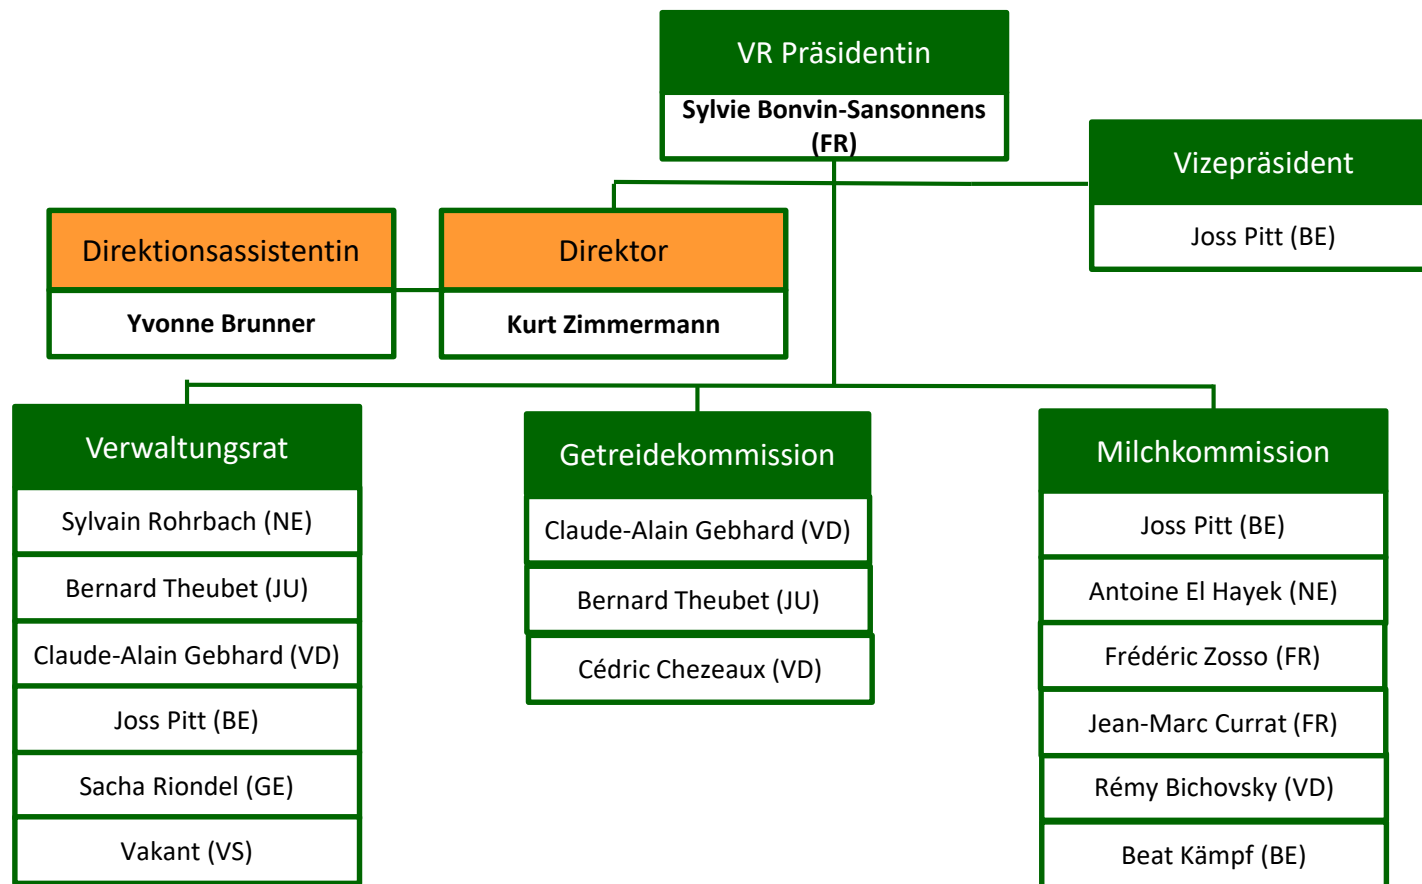 VR Präsidentin
Sylvie Bonvin-Sansonnens
(FR)
Vizepräsident
Joss Pitt (BE)
Direktionsassistentin
Yvonne Brunner
Direktor
Kurt Zimmermann
Verwaltungsrat
Sylvain Rohrbach (NE)
Bernard Theubet (JU)
Claude-Alain Gebhard (VD)
Joss Pitt (BE)
Sacha Riondel (GE)
Vakant (VS)
Getreidekommission
Claude-Alain Gebhard (VD)
Bernard Theubet (JU)
Cédric Chezeaux (VD)
Milchkommission
Joss Pitt (BE)
Antoine El Hayek (NE)
Frédéric Zosso (FR)
Jean-Marc Currat (FR)
Rémy Bichovsky (VD)
Beat Kämpf (BE)